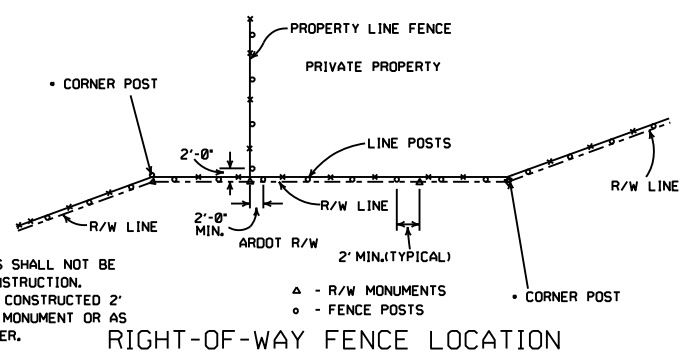 PROPERTY LINE FENCE
PRIVATE PROPERTY
• CORNER POST
LINE POSTS
2'-0"
R/W LINE
R/W LINE
2'-0"
MIN.
R/W LINE
ARDOT R/W
2' MIN.(TYPICAL)
S SHALL NOT BE
NSTRUCTION.
CONSTRUCTED 2'
MONUMENT OR AS
ER.
△ - R/W MONUMENTS
○ - FENCE POSTS
• CORNER POST
RIGHT-OF-WAY FENCE LOCATION